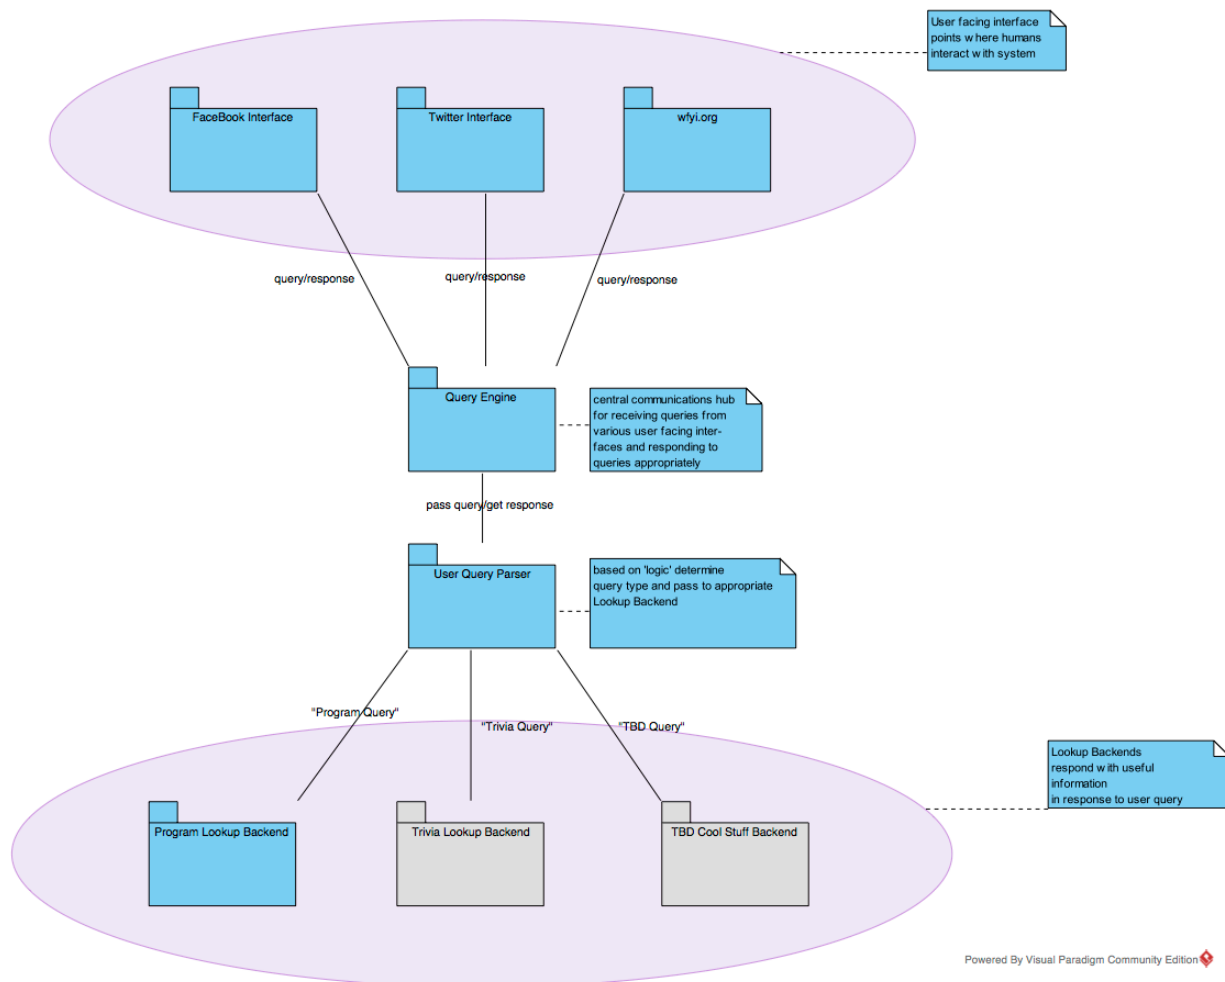 User facing interface
points where humans
interact with system
FaceBook Interface
Twitter Interface
wfyi.org
query/response
query/response
query/response
Query Engine
central communications hub
for receiving queries from
various user facing inter-
faces and responding to
queries appropriately
pass query/get response
User Query Parser
based on 'logic' determine
query type and pass to appropriate
Lookup Backend
"Program Query"
"Trivia Query"
"TBD Query"
Lookup Backends
respond with useful
information
in response to user query
Program Lookup Backend
Trivia Lookup Backend
TBD Cool Stuff Backend
Powered By Visual Paradigm Community Edition